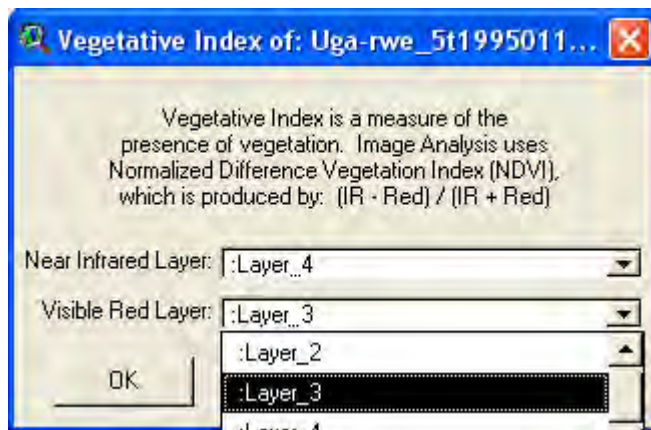 Vegetative Index of: Uga-rwe_5t1995011...
Vegetative Index is a measure of the
presence of vegetation. Image Analysis uses
Normalized Difference Vegetation Index (NDVI),
which is produced by: (IR - Red) / (IR + Red)
Near Infrared Layer: :Layer_4
Visible Red Layer: :Layer_3
:Layer_2
OK
:Layer_3
:Layer_4